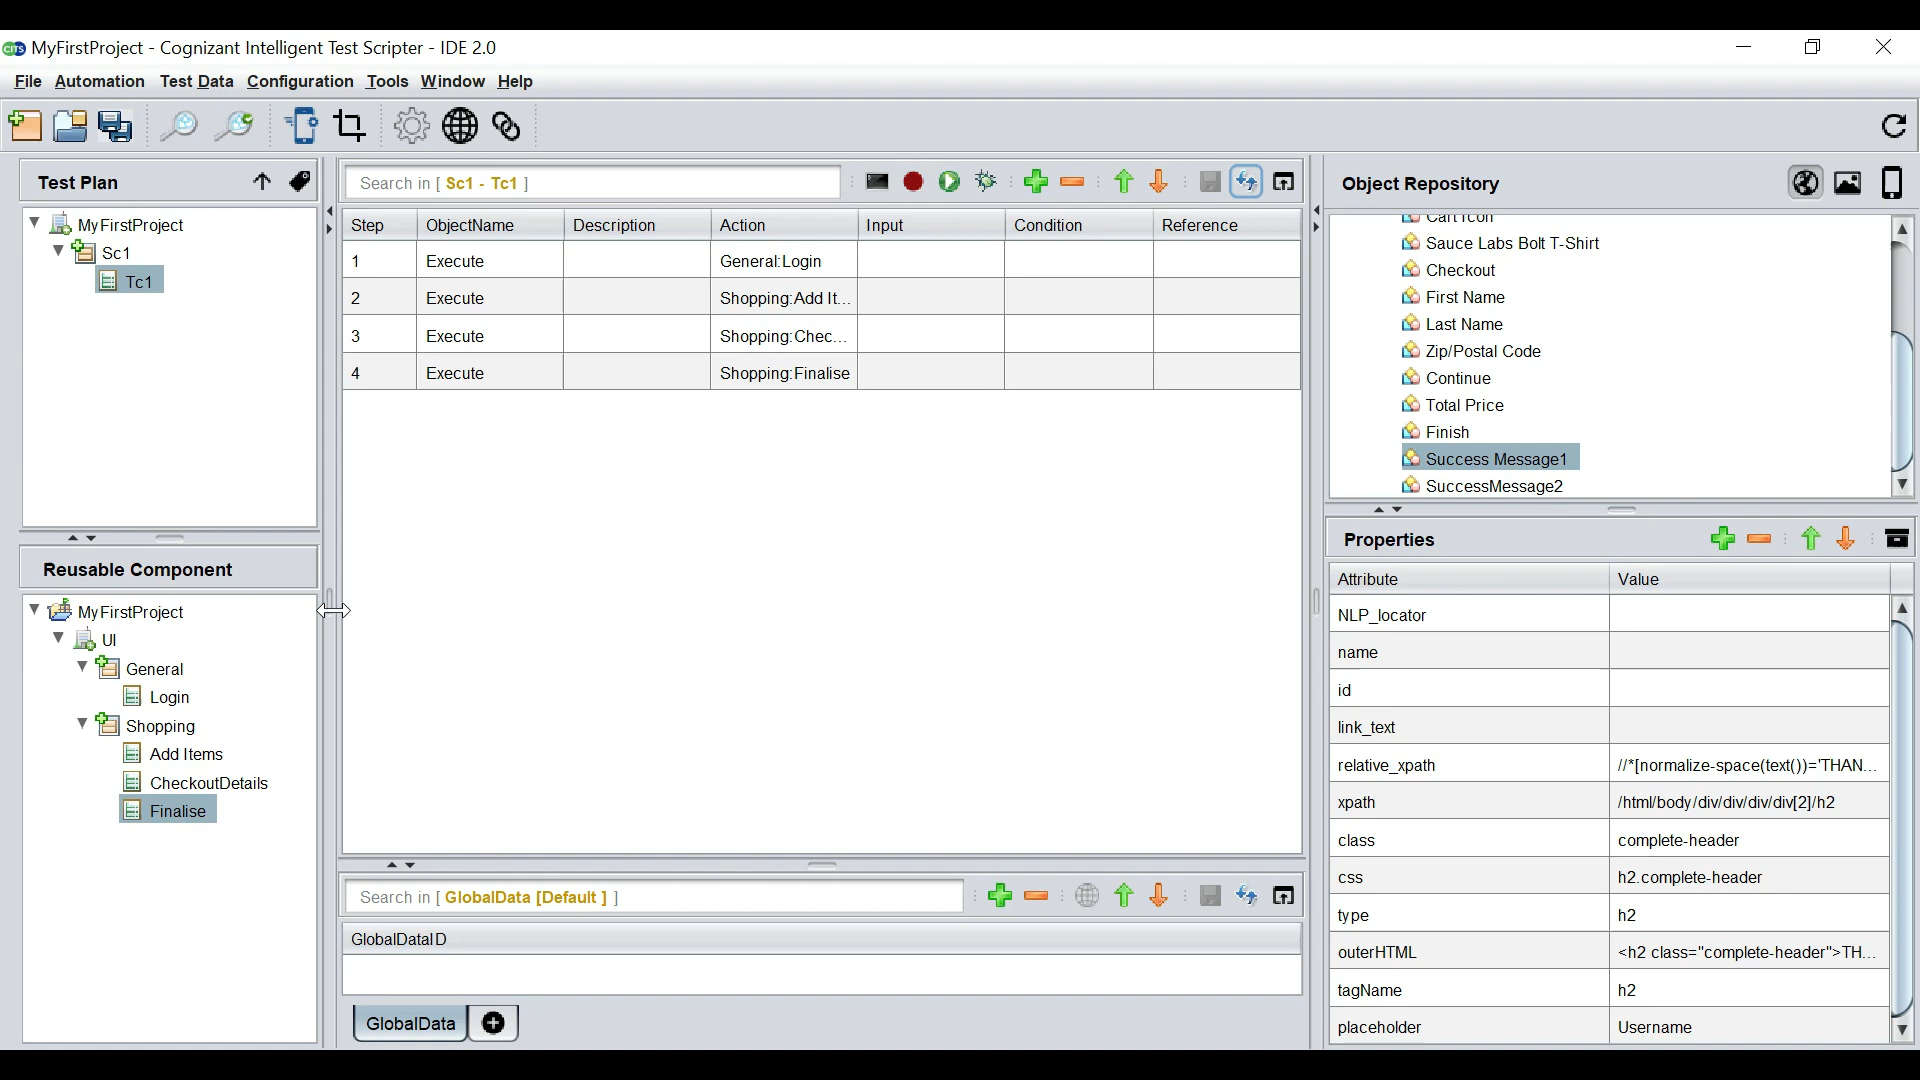 MyFirstProject - Cognizant Intelligent Test Scripter - IDE 2.0
File Automation Test Data Configuration Tools Window Help
Test Plan
MyFirstProject
Sc1
Tc1
Reusable Component
MyFirstProject
UI
General
Login
Shopping
Add Items
CheckoutDetails
Finalise
Search in [ Sc1 - Tc1 ]
Step ObjectName Description Action Input Condition Reference
1 Execute General:Login
2 Execute Shopping:Add It...
3 Execute Shopping:Chec...
4 Execute Shopping:Finalise
Search in [ GlobalData [Default ] ]
GlobalDataID
GlobalData
Object Repository
Cart Icon
Sauce Labs Bolt T-Shirt
Checkout
First Name
Last Name
Zip/Postal Code
Continue
Total Price
Finish
Success Message1
SuccessMessage2
Properties
Attribute Value
NLP_locator
name
id
link_text
relative_xpath //*[normalize-space(text())='THAN...
xpath /html/body/div/div/div/div[2]/h2
class complete-header
css h2.complete-header
type h2
outerHTML <h2 class="complete-header">TH...
tagName h2
placeholder Username